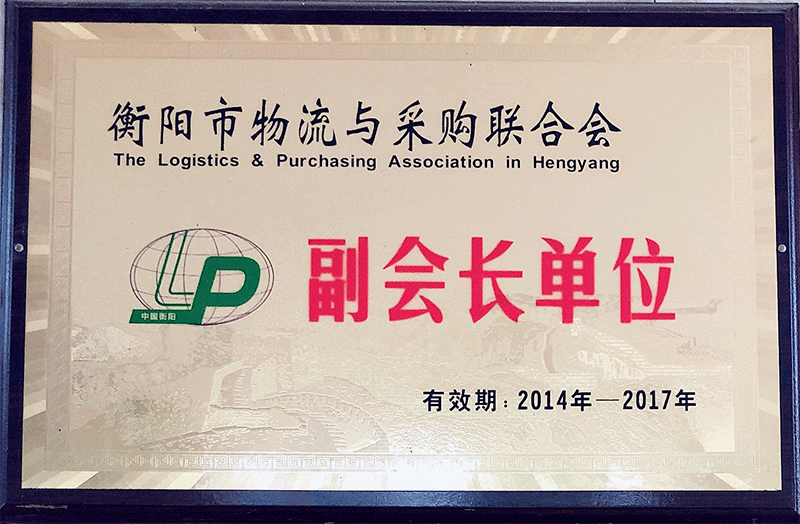 衡阳市物流与采购联合会
The Logistics & Purchasing Association in Hengyang
LP
中国衡阳
副会长单位
有效期：2014年—2017年